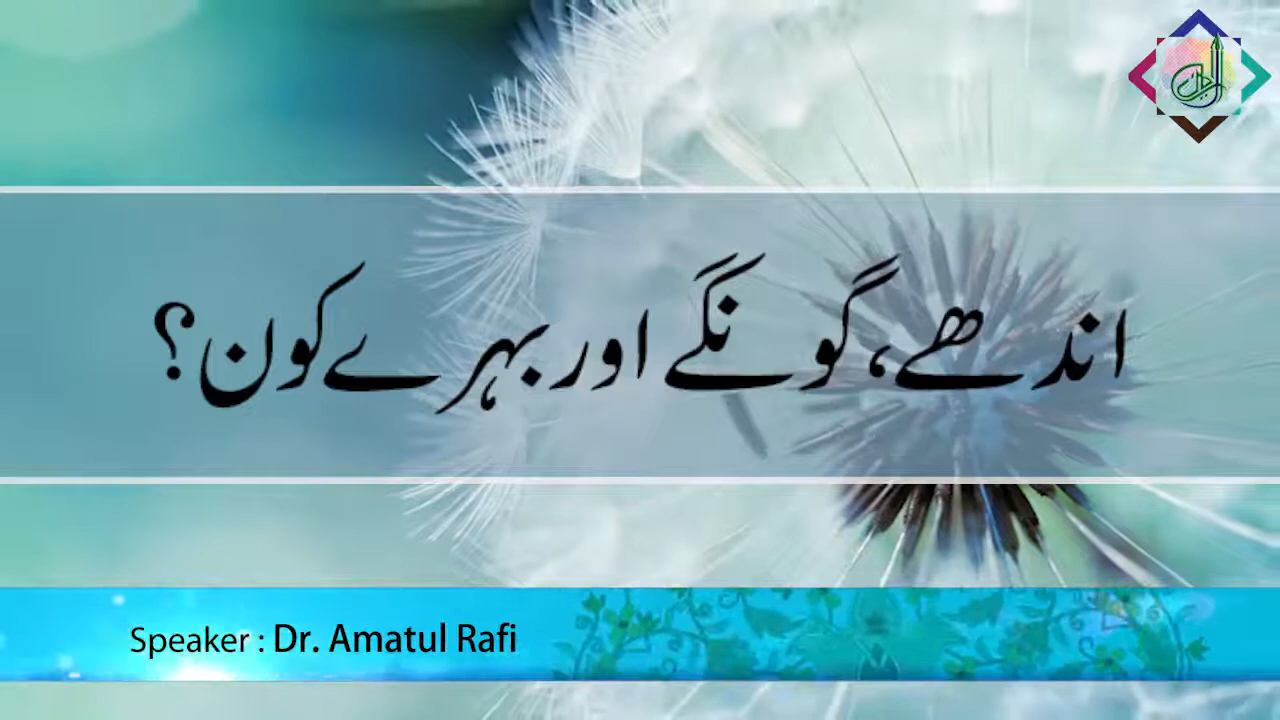 اندھے، گونگے اور بہرے کون؟
Speaker : Dr. Amatul Rafi